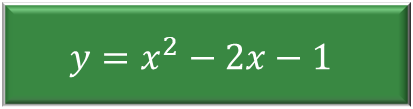 y = x² − 2x − 1